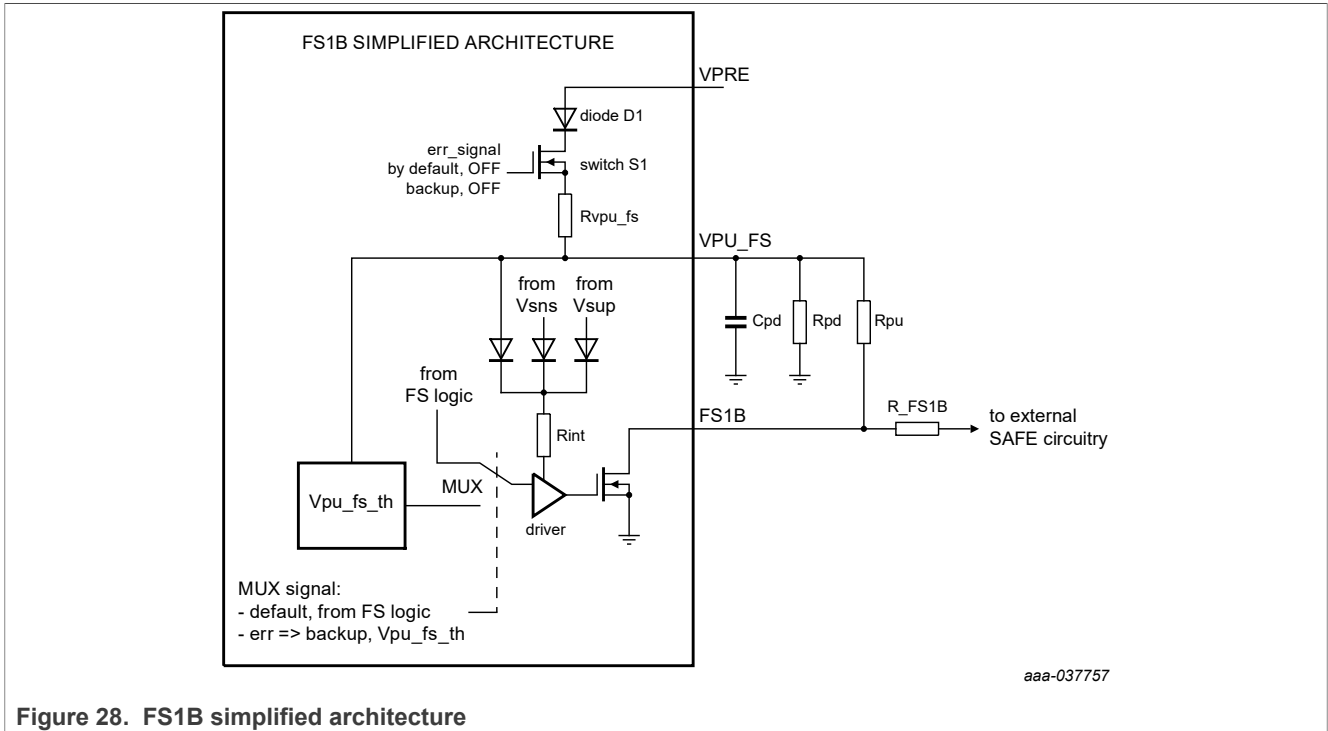 FS1B SIMPLIFIED ARCHITECTURE
VPRE
diode D1
err_signal
by default, OFF
backup, OFF
switch S1
Rvpu_fs
VPU_FS
from
Vsns
from
Vsup
Cpd
Rpd
Rpu
from
FS logic
FS1B
R_FS1B
to external
SAFE circuitry
Rint
MUX
Vpu_fs_th
driver
MUX signal:
- default, from FS logic
- err => backup, Vpu_fs_th
aaa-037757
Figure 28. FS1B simplified architecture